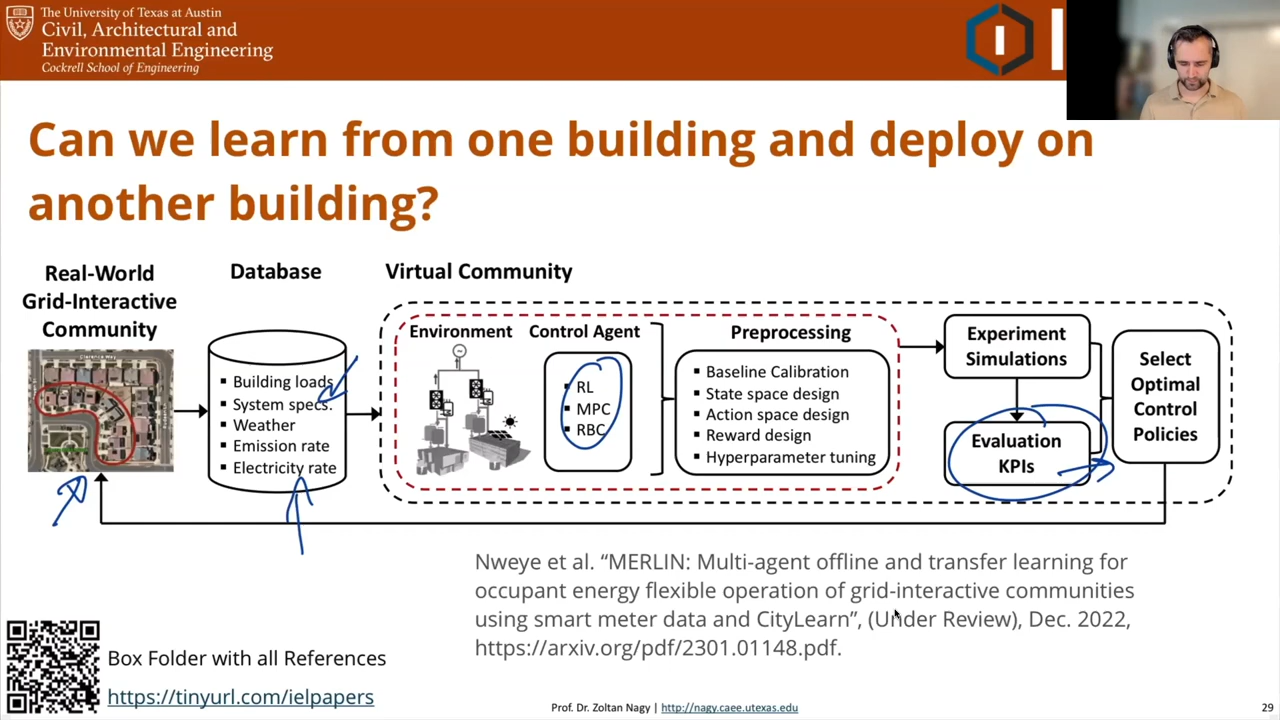 The University of Texas at Austin
Civil, Architectural and
Environmental Engineering
Cockrell School of Engineering
Can we learn from one building and deploy on
another building?
Real-World
Grid-Interactive
Community
Database
▪ Building loads
▪ System specs.
▪ Weather
▪ Emission rate
▪ Electricity rate
Virtual Community
Environment
Control Agent
▪ RL
▪ MPC
▪ RBC
Preprocessing
▪ Baseline Calibration
▪ State space design
▪ Action space design
▪ Reward design
▪ Hyperparameter tuning
Experiment
Simulations
Evaluation
KPIs
Select
Optimal
Control
Policies
Nweye et al. “MERLIN: Multi-agent offline and transfer learning for
occupant energy flexible operation of grid-interactive communities
using smart meter data and CityLearn”, (Under Review), Dec. 2022,
https://arxiv.org/pdf/2301.01148.pdf.
Box Folder with all References
https://tinyurl.com/ielpapers
Prof. Dr. Zoltan Nagy | http://nagy.caee.utexas.edu
29